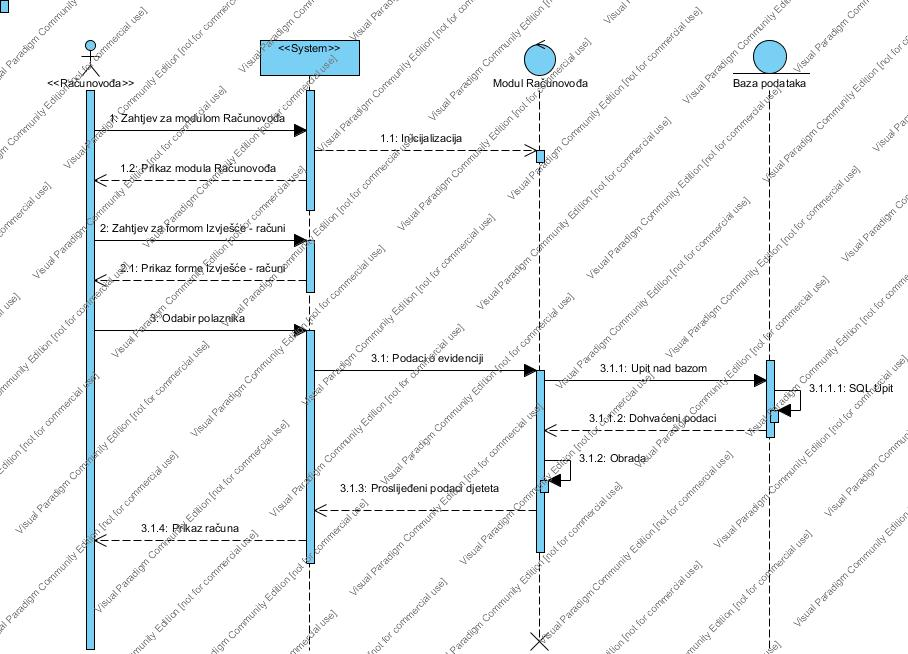 <<System>>
<<Računovođa>>
Modul Računovođa
Baza podataka
1: Zahtjev za modulom Računovođa
1.1: Inicijalizacija
1.2: Prikaz modula Računovođa
2: Zahtjev za formom Izvješće - računi
2.1: Prikaz forme Izvješće - računi
3: Odabir polaznika
3.1: Podaci o evidenciji
3.1.1: Upit nad bazom
3.1.1.1: SQL Upit
3.1.1.2: Dohvaćeni podaci
3.1.2: Obrada
3.1.3: Proslijeđeni podaci djeteta
3.1.4: Prikaz računa
Visual Paradigm Community Edition [not for commercial use]